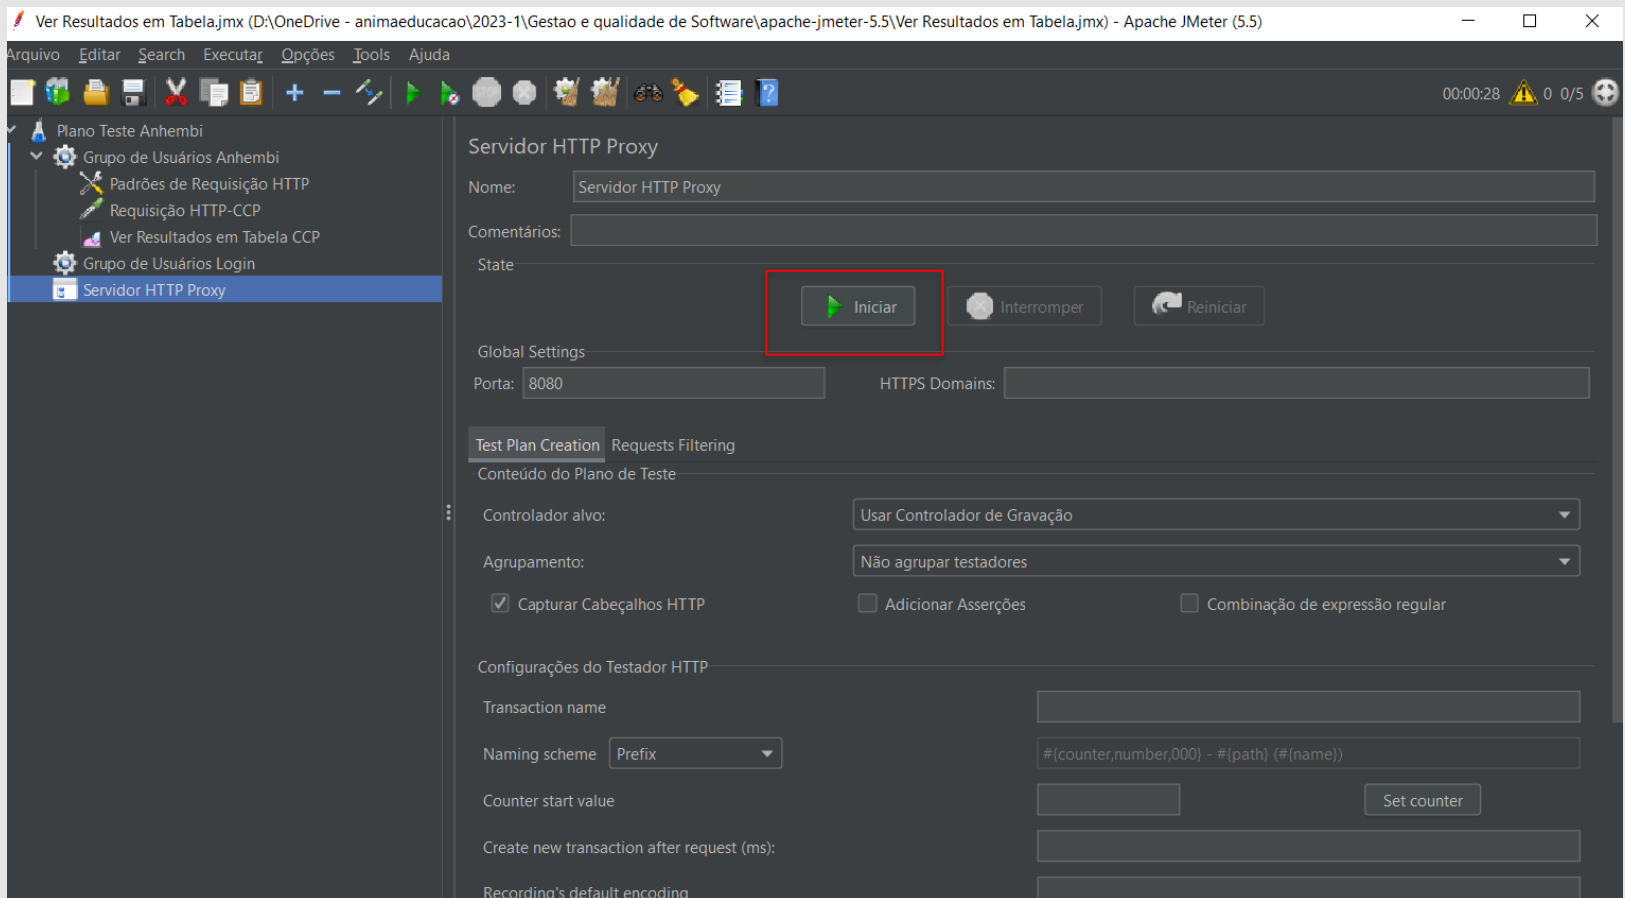 Ver Resultados em Tabela.jmx (D:\OneDrive - animaeducacao\2023-1\Gestao e qualidade de Software\apache-jmeter-5.5\Ver Resultados em Tabela.jmx) - Apache JMeter (5.5)
Arquivo Editar Search Executar Opções Tools Ajuda
STOP 00:00:28 0 0/5
Plano Teste Anhembi
Grupo de Usuários Anhembi
Padrões de Requisição HTTP
Requisição HTTP-CCP
Ver Resultados em Tabela CCP
Grupo de Usuários Login
Servidor HTTP Proxy
Servidor HTTP Proxy
Nome: Servidor HTTP Proxy
Comentários:
State
Iniciar Interromper Reiniciar
Global Settings
Porta: 8080 HTTPS Domains:
Test Plan Creation Requests Filtering
Conteúdo do Plano de Teste
Controlador alvo: Usar Controlador de Gravação
Agrupamento: Não agrupar testadores
Capturar Cabeçalhos HTTP Adicionar Asserções Combinação de expressão regular
Configurações do Testador HTTP
Transaction name
Naming scheme Prefix #{counter,number,000} - #{path} (#{name})
Counter start value Set counter
Create new transaction after request (ms):
Recording's default encoding